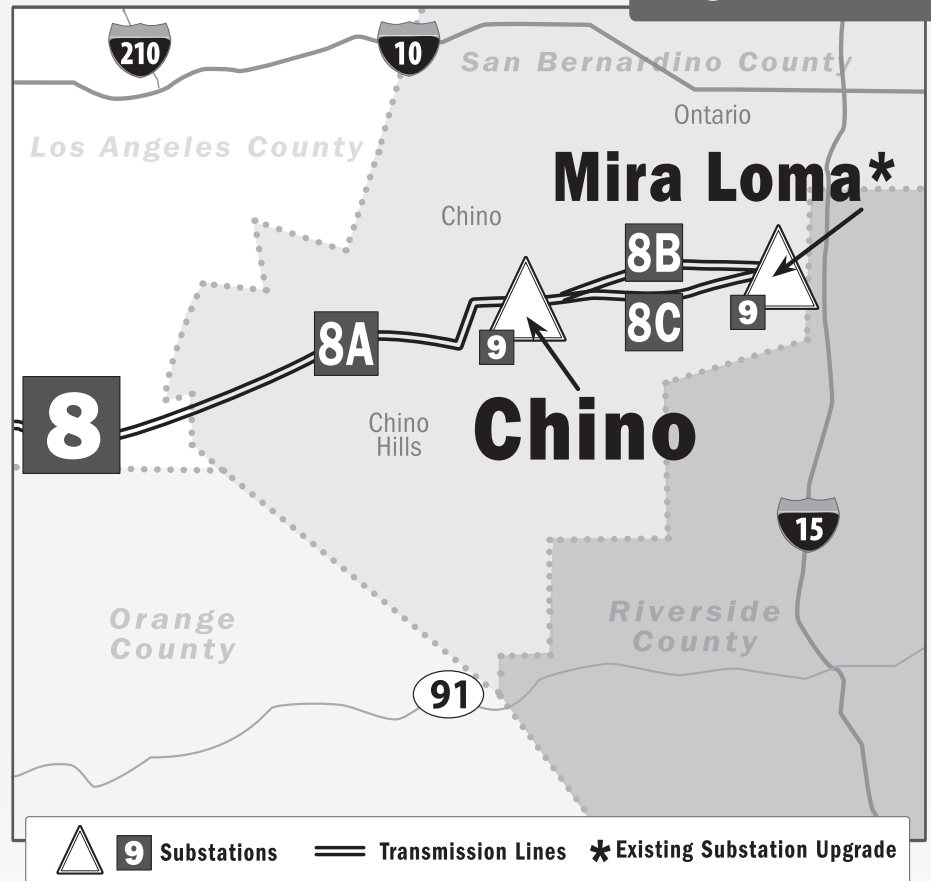 210
10
San Bernardino County
Ontario
Los Angeles County
Mira Loma*
Chino
8B
8C
9
8A
9
8
Chino
Hills
Chino
15
Orange
County
Riverside
County
91
9 Substations
Transmission Lines
*Existing Substation Upgrade